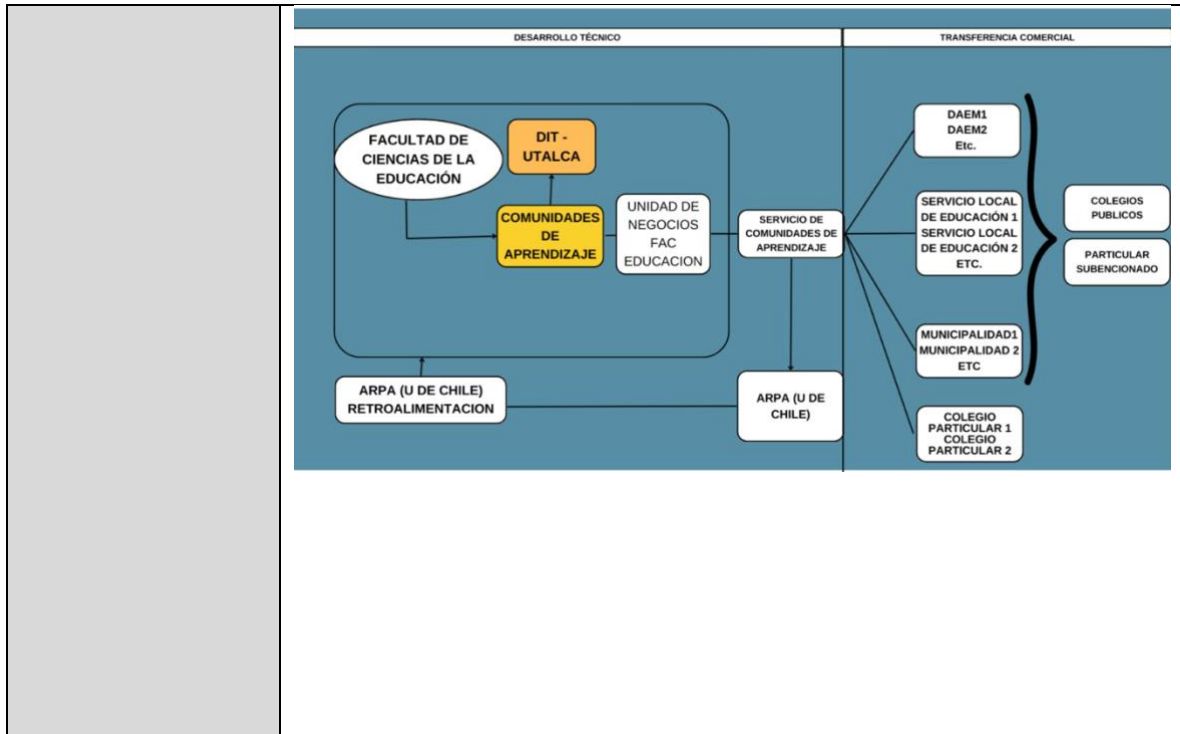 DESARROLLO TÉCNICO
TRANSFERENCIA COMERCIAL
FACULTAD DE
CIENCIAS DE LA
EDUCACIÓN
DIT -
UTALCA
COMUNIDADES
DE
APRENDIZAJE
UNIDAD DE
NEGOCIOS
FAC
EDUCACION
SERVICIO DE
COMUNIDADES DE
APRENDIZAJE
ARPA (U DE CHILE)
RETROALIMENTACION
ARPA (U DE
CHILE)
DAEM1
DAEM2
Etc.
SERVICIO LOCAL
DE EDUCACIÓN 1
SERVICIO LOCAL
DE EDUCACIÓN 2
ETC.
MUNICIPALIDAD1
MUNICIPALIDAD 2
ETC
COLEGIO
PARTICULAR 1
COLEGIO
PARTICULAR 2
COLEGIOS
PUBLICOS
PARTICULAR
SUBENCIONADO